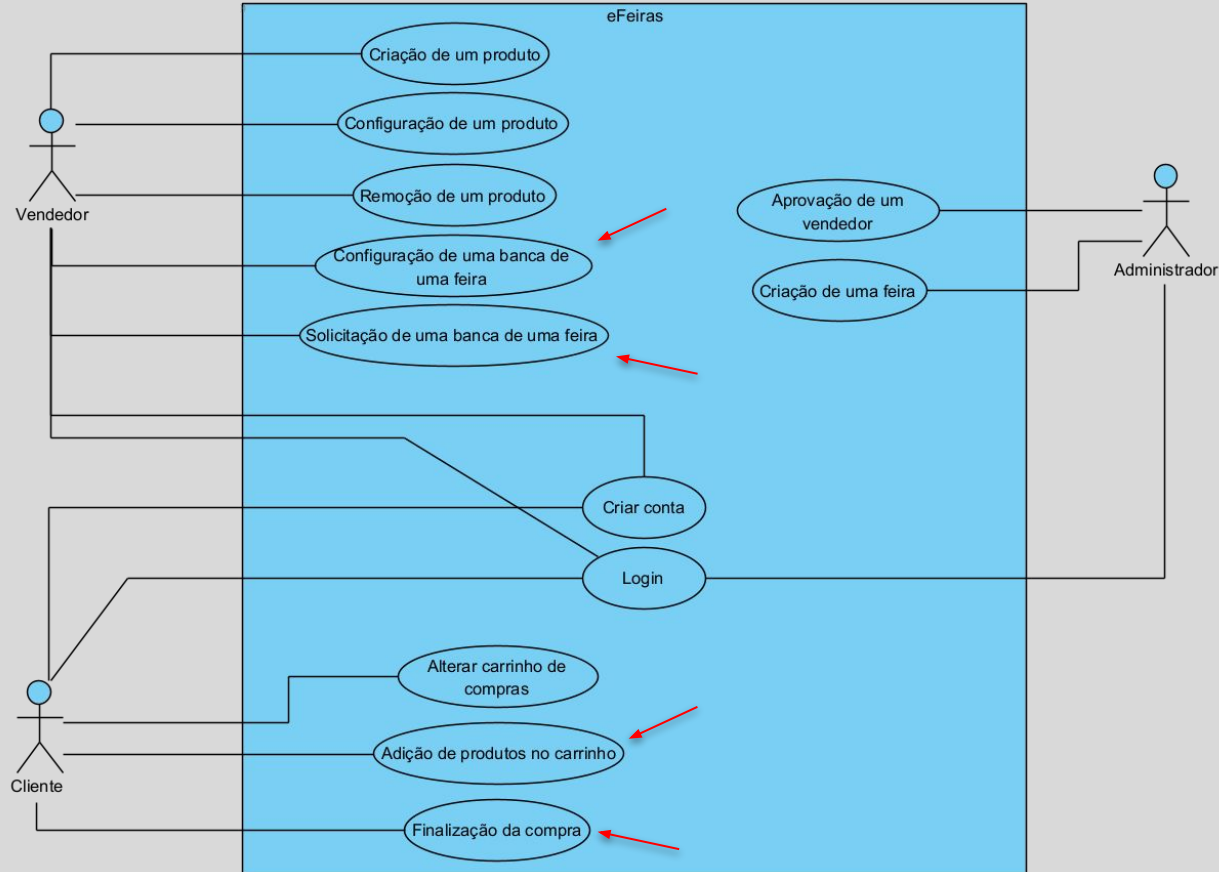 eFeiras
Criação de um produto
Configuração de um produto
Vendedor
Remoção de um produto
Aprovação de um
vendedor
Configuração de uma banca de
uma feira
Administrador
Criação de uma feira
Solicitação de uma banca de uma feira
Criar conta
Login
Alterar carrinho de
compras
Adição de produtos no carrinho
Cliente
Finalização da compra